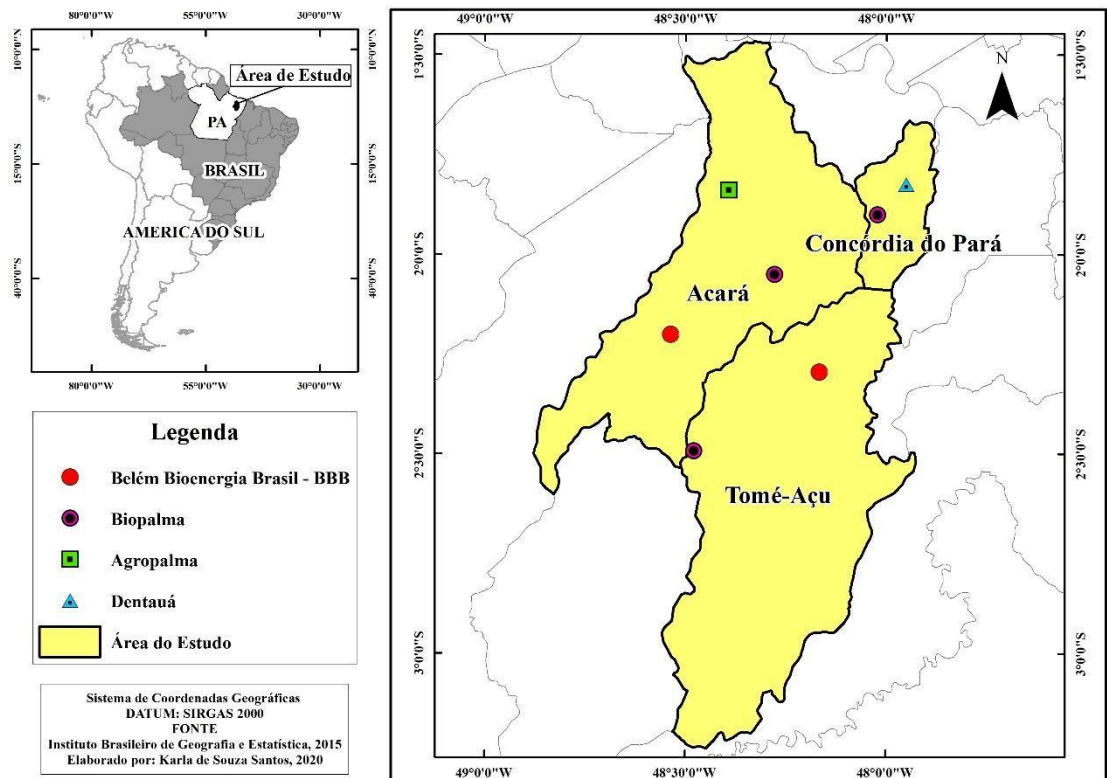 80°0'0"W
55°0'0"W
30°0'0"W
10°0'0"N
10°0'0"N
15°0'0"S
15°0'0"S
40°0'0"S
40°0'0"S
Área de Estudo
PA
BRASIL
AMERICA DO SUL
80°0'0"W
55°0'0"W
30°0'0"W
Legenda
Belém Bioenergia Brasil - BBB
Biopalma
Agropalma
Dentauá
Área do Estudo
Sistema de Coordenadas Geográficas
DATUM: SIRGAS 2000
FONTE
Instituto Brasileiro de Geografia e Estatística, 2015
Elaborado por: Karla de Souza Santos, 2020
49°0'0"W
48°30'0"W
48°0'0"W
1°30'0"S
1°30'0"S
N
Concórdia do Pará
2°0'0"S
2°0'0"S
Acará
2°30'0"S
2°30'0"S
Tomé-Açu
3°0'0"S
3°0'0"S
49°0'0"W
48°30'0"W
48°0'0"W